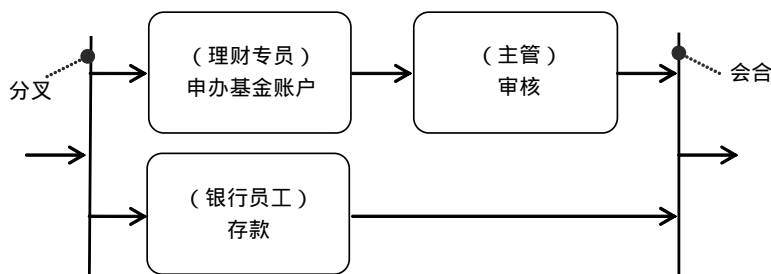 （理财专员）
申办基金账户
（主管）
审核
分叉
会合
（银行员工）
存款